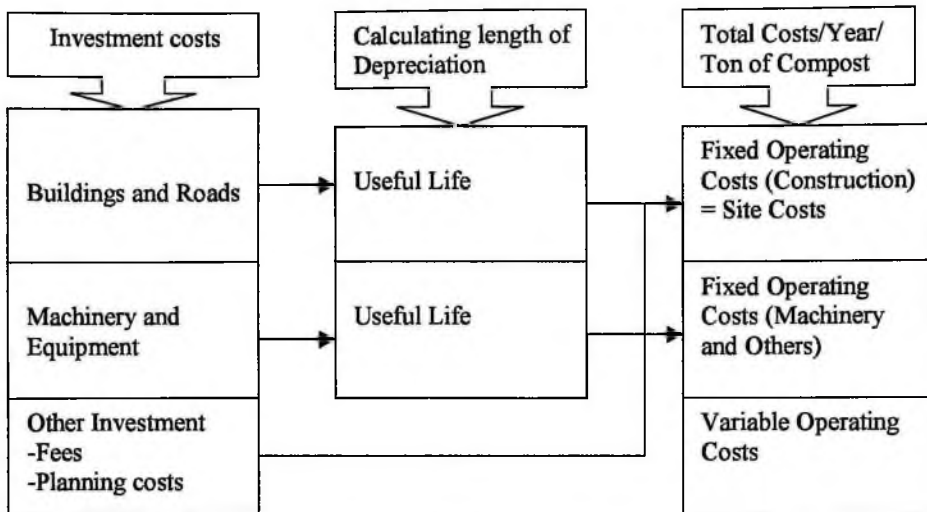 Investment costs
Calculating length of
Depreciation
Total Costs/Year/
Ton of Compost
Buildings and Roads
Useful Life
Fixed Operating
Costs (Construction)
= Site Costs
Machinery and
Equipment
Useful Life
Fixed Operating
Costs (Machinery
and Others)
Other Investment
-Fees
-Planning costs
Variable Operating
Costs